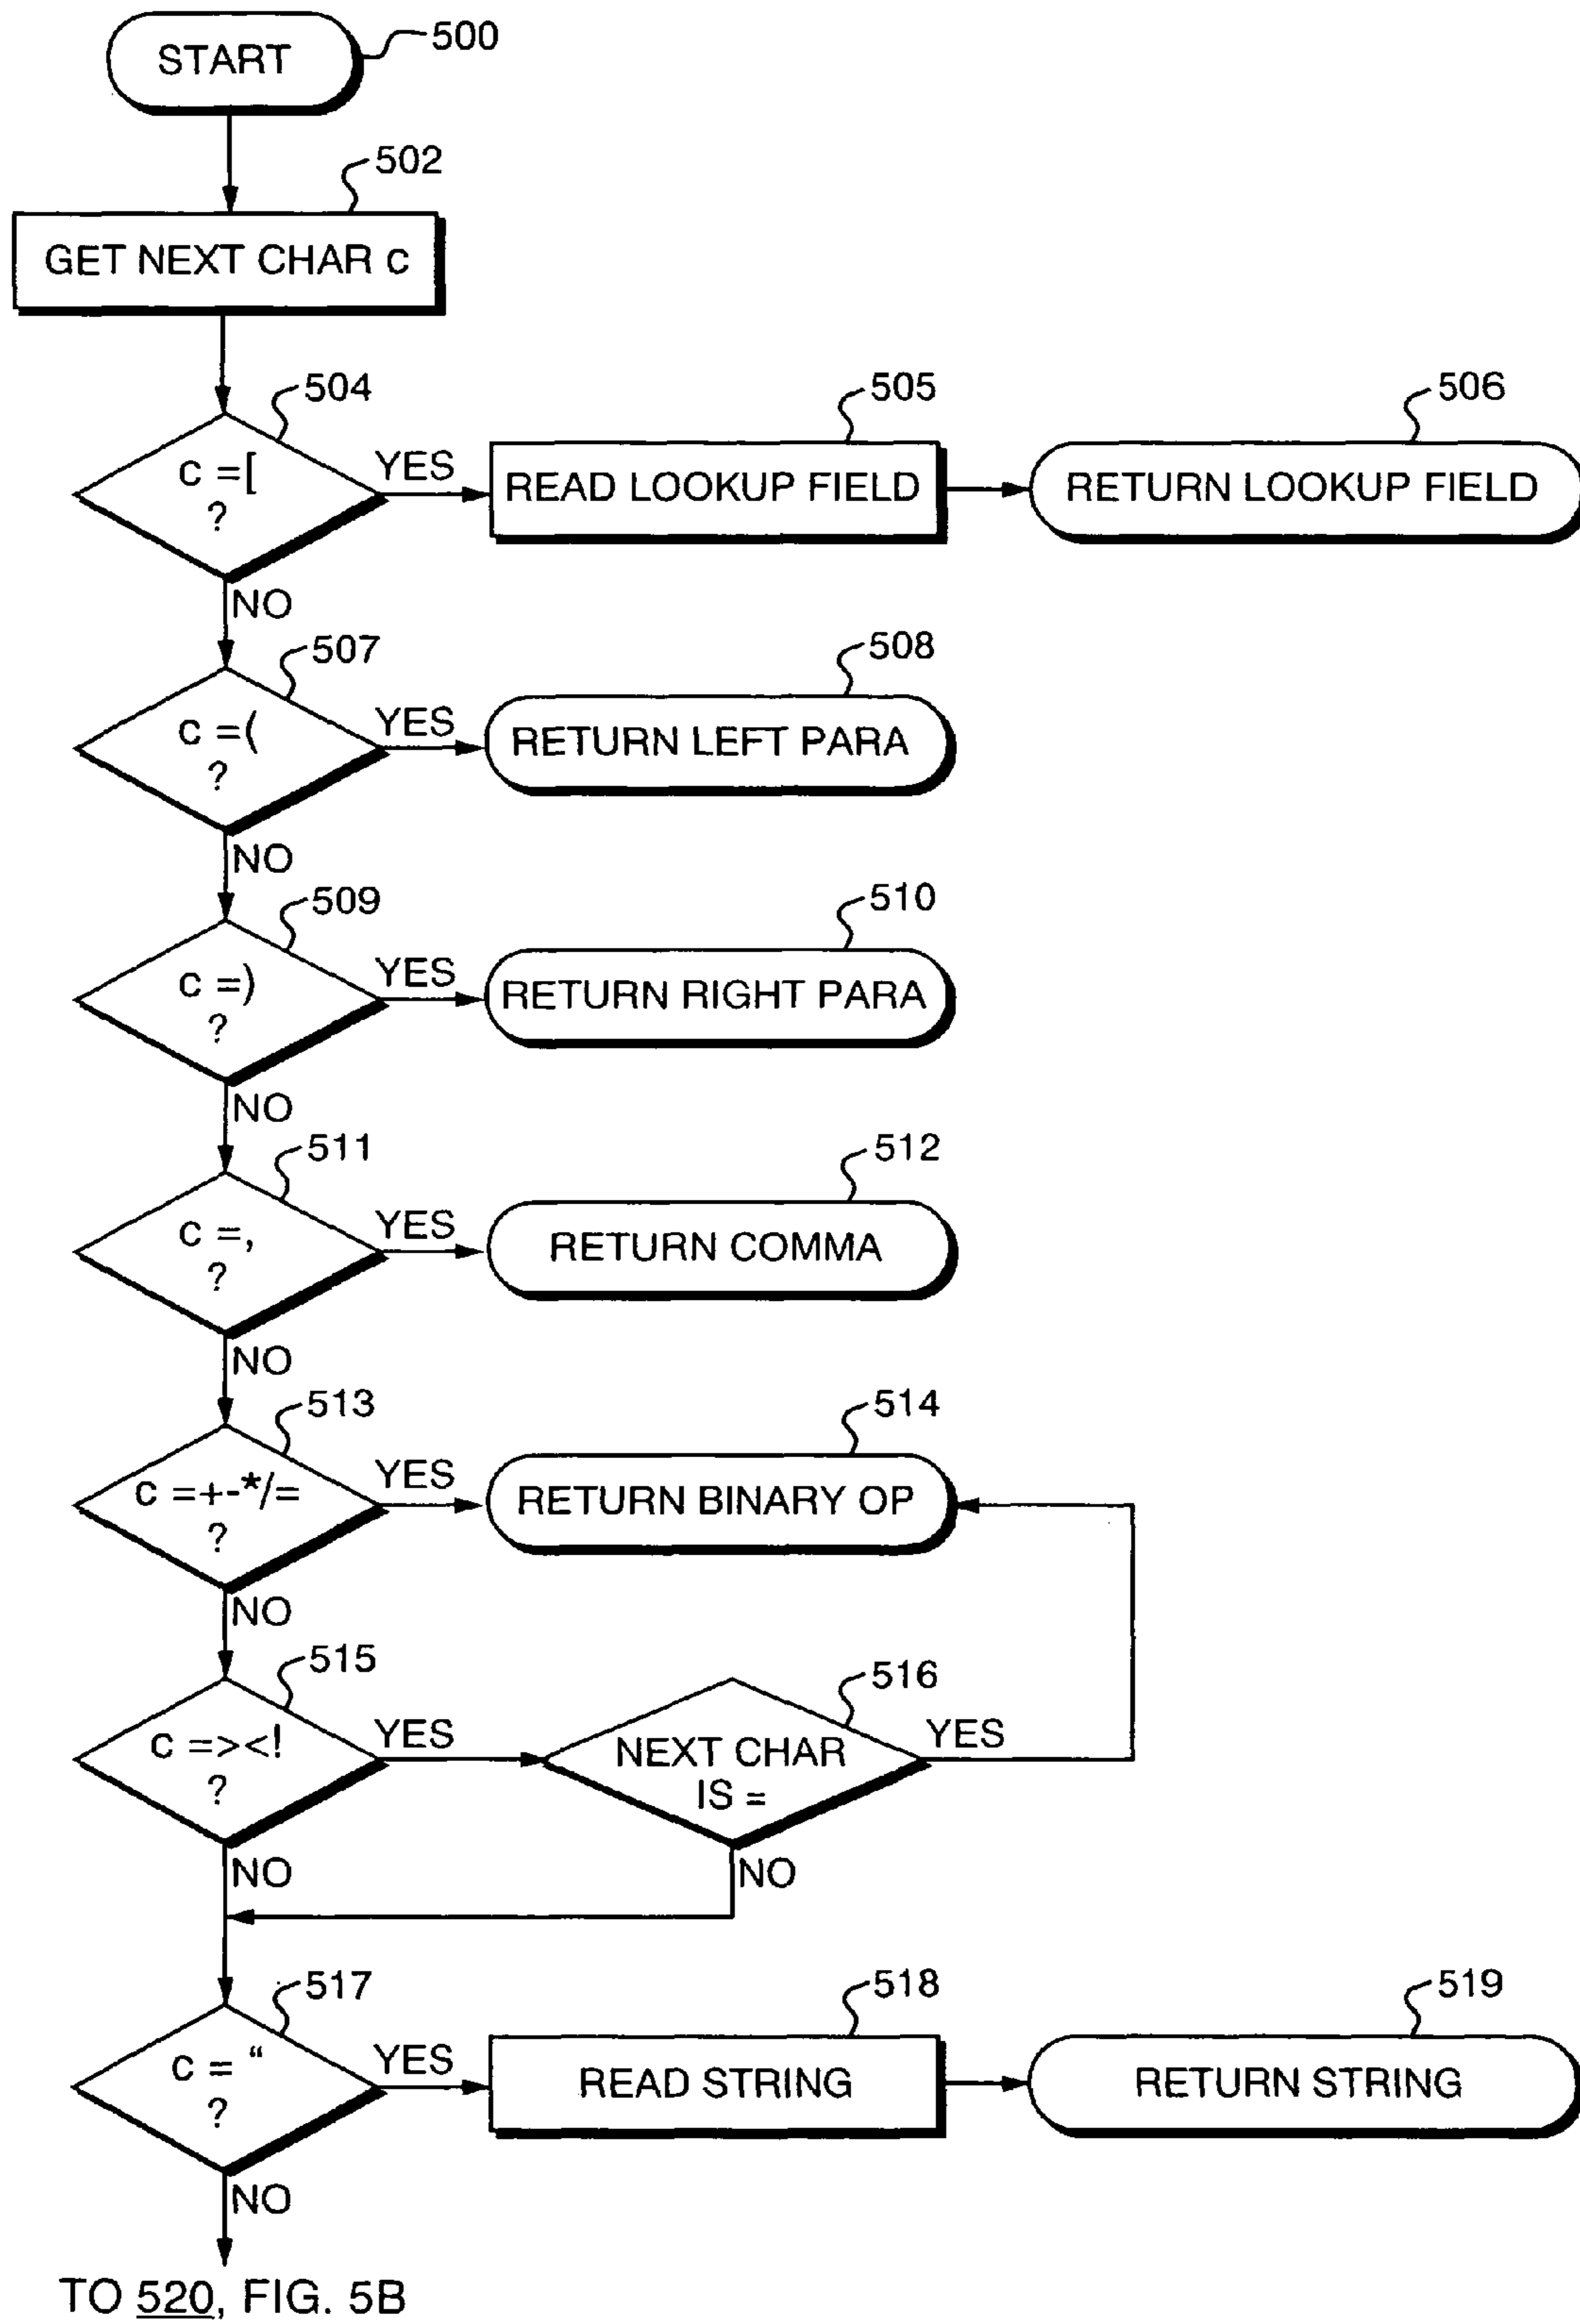 START
500
502
GET NEXT CHAR c
504
c =[
?
YES
505
READ LOOKUP FIELD
506
RETURN LOOKUP FIELD
NO
507
c =(
?
YES
508
RETURN LEFT PARA
NO
509
c =)
?
YES
510
RETURN RIGHT PARA
NO
511
c =,
?
YES
512
RETURN COMMA
NO
513
c =+-*/=
?
YES
514
RETURN BINARY OP
NO
515
c =><!
?
YES
516
NEXT CHAR
IS =
YES
NO
NO
517
c = “
?
YES
518
READ STRING
519
RETURN STRING
NO
TO 520, FIG. 5B